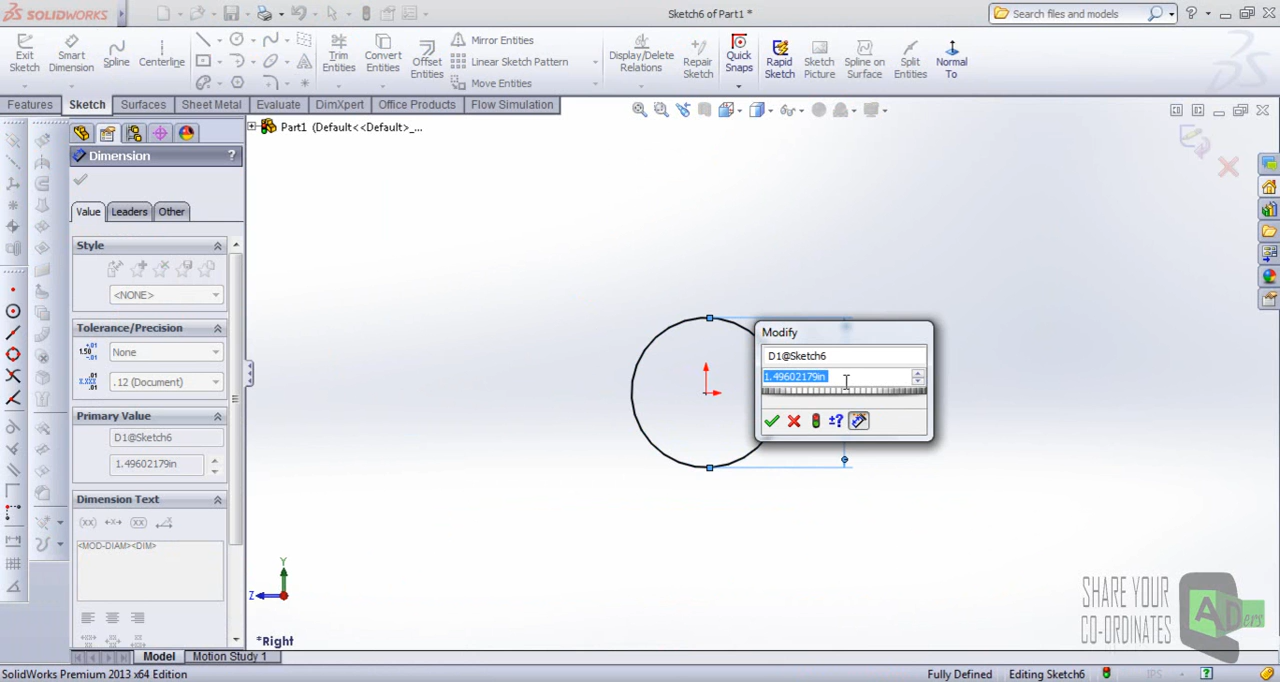 SOLIDWORKS
Sketch6 of Part1 *
Search files and models
Exit Sketch
Smart Dimension
Spline
Centerline
Trim Entities
Convert Entities
Offset Entities
Mirror Entities
Linear Sketch Pattern
Move Entities
Display/Delete Relations
Repair Sketch
Quick Snaps
Rapid Sketch
Sketch Picture
Spline on Surface
Split Entities
Normal To
Features
Sketch
Surfaces
Sheet Metal
Evaluate
DimXpert
Office Products
Flow Simulation
Part1 (Default<<Default>_...
Dimension
?
Value
Leaders
Other
Style
<NONE>
Tolerance/Precision
None
.12 (Document)
Primary Value
D1@Sketch6
1.49602179in
Dimension Text
<MOD-DIAM><DIM>
Modify
D1@Sketch6
1.49602179in
Y
Z
*Right
SHARE YOUR
CO-ORDINATES
CADers
Model
Motion Study 1
SolidWorks Premium 2013 x64 Edition
Fully Defined
Editing Sketch6
IPS